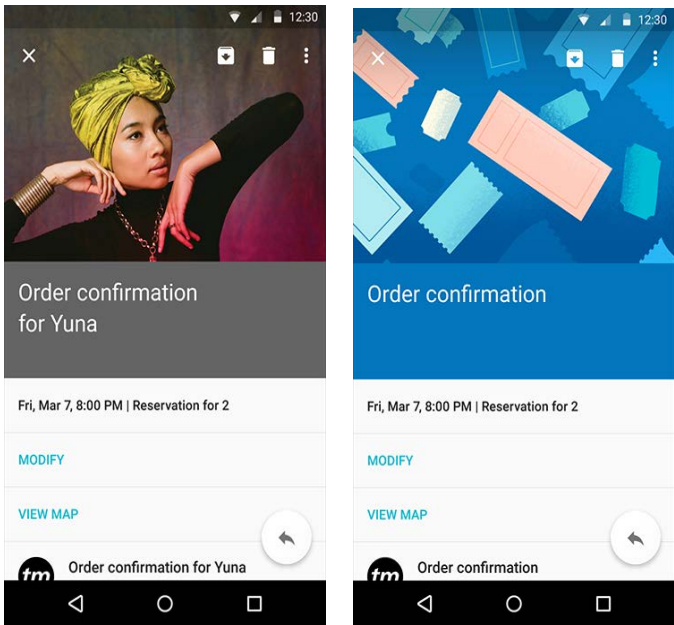 12:30
Order confirmation
for Yuna
Fri, Mar 7, 8:00 PM | Reservation for 2
MODIFY
VIEW MAP
tm
Order confirmation for Yuna
12:30
Order confirmation
Fri, Mar 7, 8:00 PM | Reservation for 2
MODIFY
VIEW MAP
tm
Order confirmation